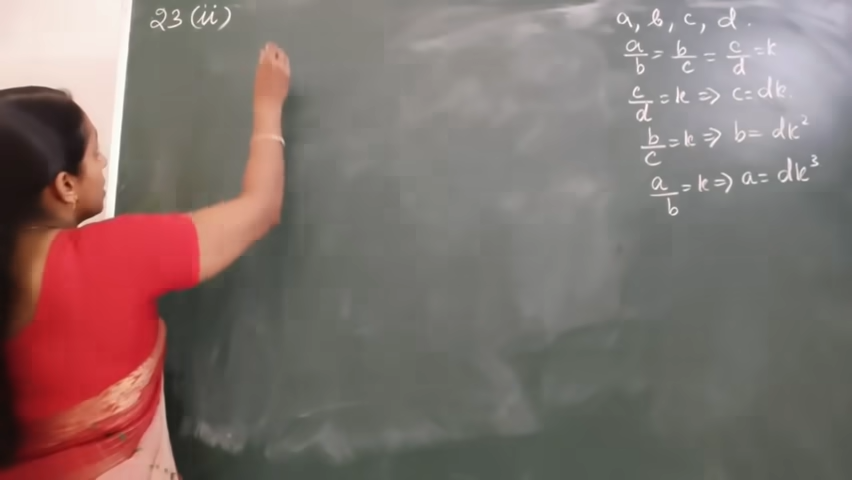 23 (ii)
a, b, c, d.
a/b = b/c = c/d = k
c/d = k ⇒ c = dk.
b/c = k ⇒ b = dk²
a/b = k ⇒ a = dk³